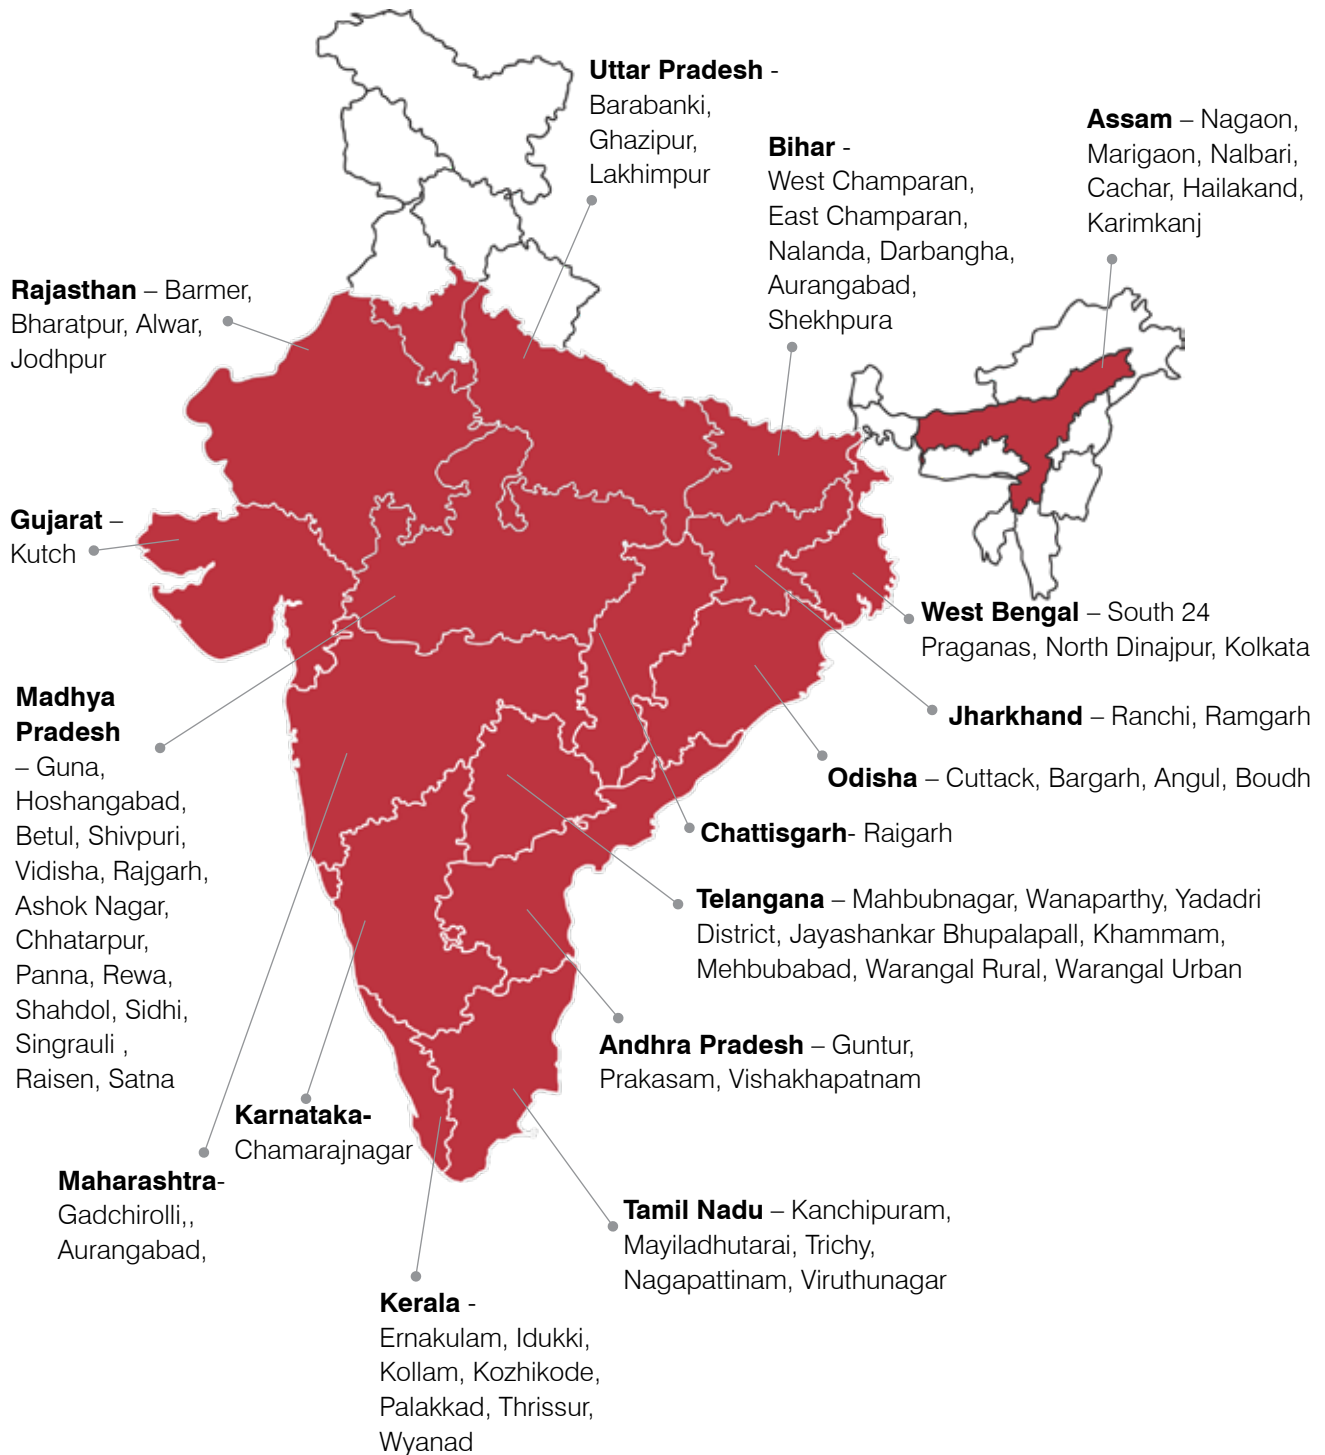 Uttar Pradesh -
Barabanki,
Ghazipur,
Lakhimpur
Bihar -
West Champaran,
East Champaran,
Nalanda, Darbangha,
Aurangabad,
Shekhpura
Assam – Nagaon,
Marigaon, Nalbari,
Cachar, Hailakand,
Karimkanj
Rajasthan – Barmer,
Bharatpur, Alwar,
Jodhpur
Gujarat –
Kutch
West Bengal – South 24
Praganas, North Dinajpur, Kolkata
Madhya
Pradesh
– Guna,
Hoshangabad,
Betul, Shivpuri,
Vidisha, Rajgarh,
Ashok Nagar,
Chhatarpur,
Panna, Rewa,
Shahdol, Sidhi,
Singrauli ,
Raisen, Satna
Jharkhand – Ranchi, Ramgarh
Odisha – Cuttack, Bargarh, Angul, Boudh
Chattisgarh- Raigarh
Telangana – Mahbubnagar, Wanaparthy, Yadadri
District, Jayashankar Bhupalapall, Khammam,
Mehbubabad, Warangal Rural, Warangal Urban
Andhra Pradesh – Guntur,
Prakasam, Vishakhapatnam
Karnataka-
Chamarajnagar
Maharashtra-
Gadchirolli,,
Aurangabad,
Tamil Nadu – Kanchipuram,
Mayiladhutarai, Trichy,
Nagapattinam, Viruthunagar
Kerala -
Ernakulam, Idukki,
Kollam, Kozhikode,
Palakkad, Thrissur,
Wyanad